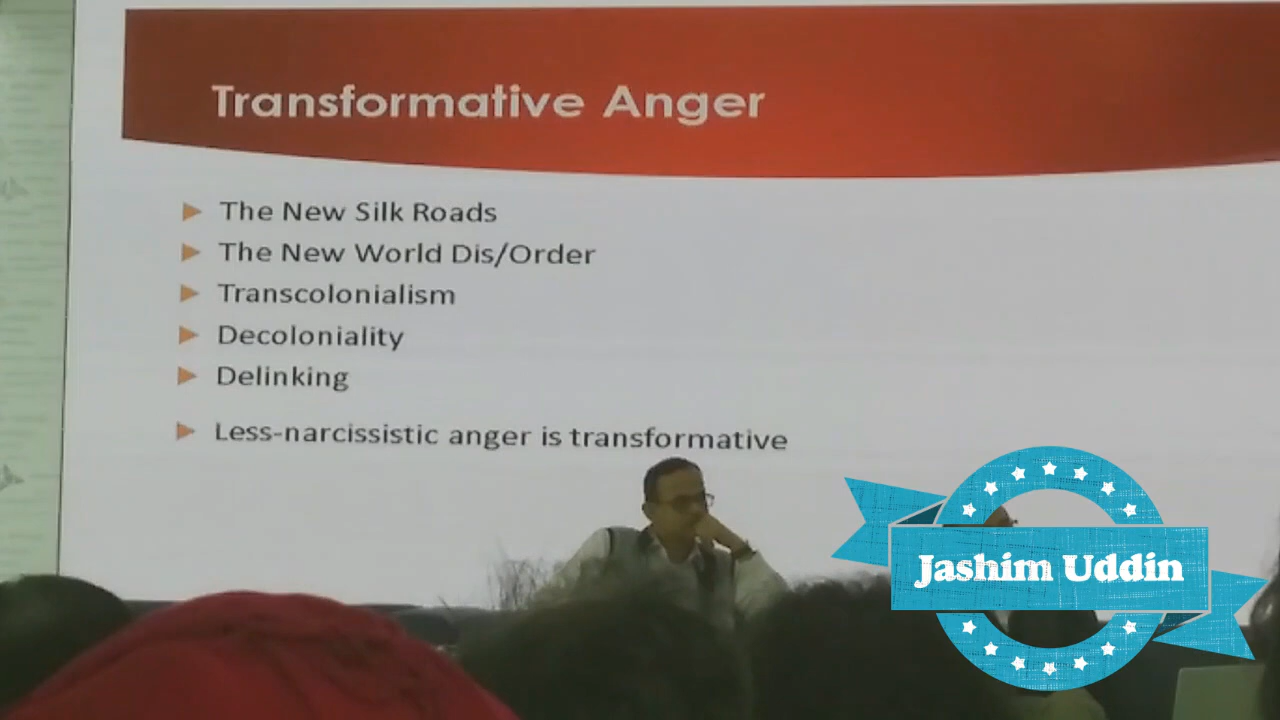 Transformative Anger
The New Silk Roads
The New World Dis/Order
Transcolonialism
Decoloniality
Delinking
Less-narcissistic anger is transformative
Jashim Uddin